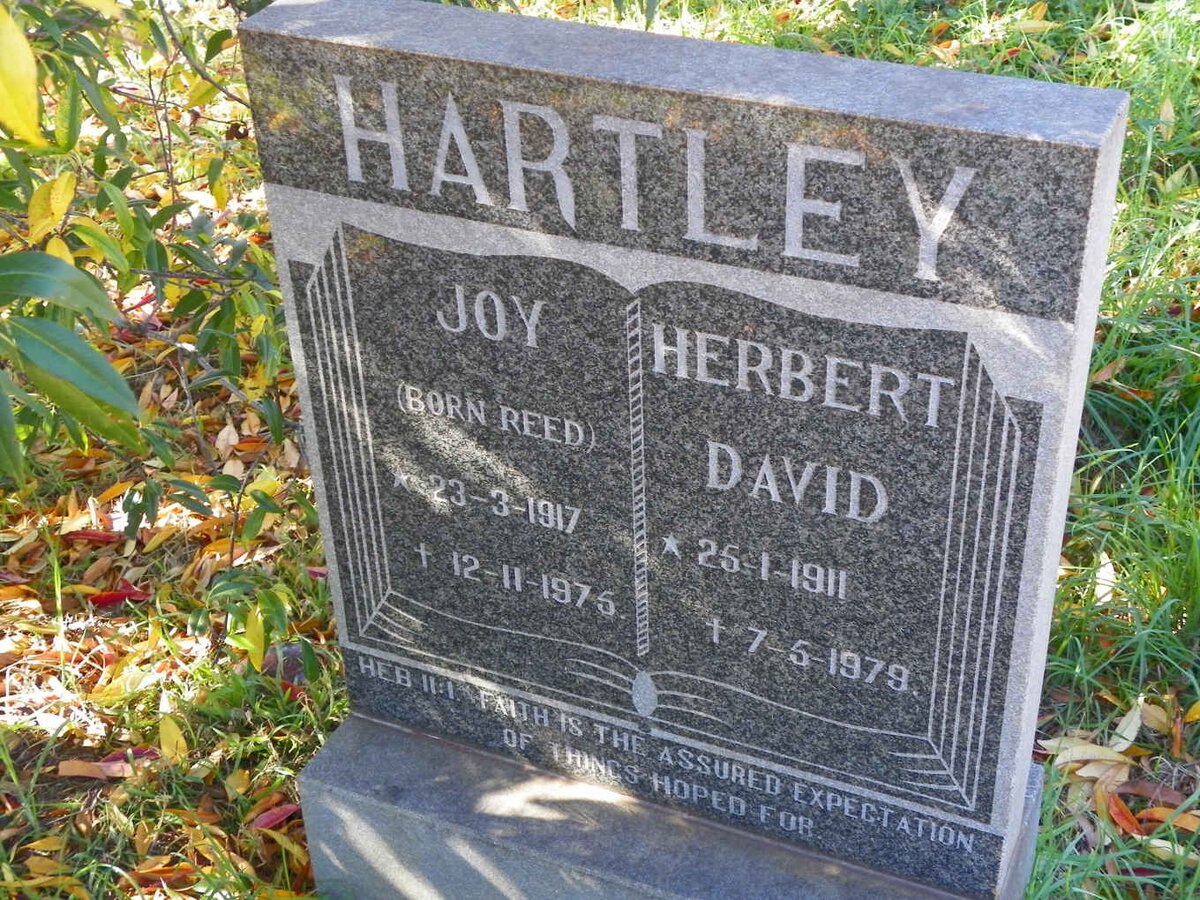 HARTLEY
JOY
(BORN REED)
★ 23-3-1917
† 12-11-1975.
HERBERT
DAVID
★ 25-1-1911
† 7-5-1979.
HEB 11:1 FAITH IS THE ASSURED EXPECTATION
OF THINGS HOPED FOR